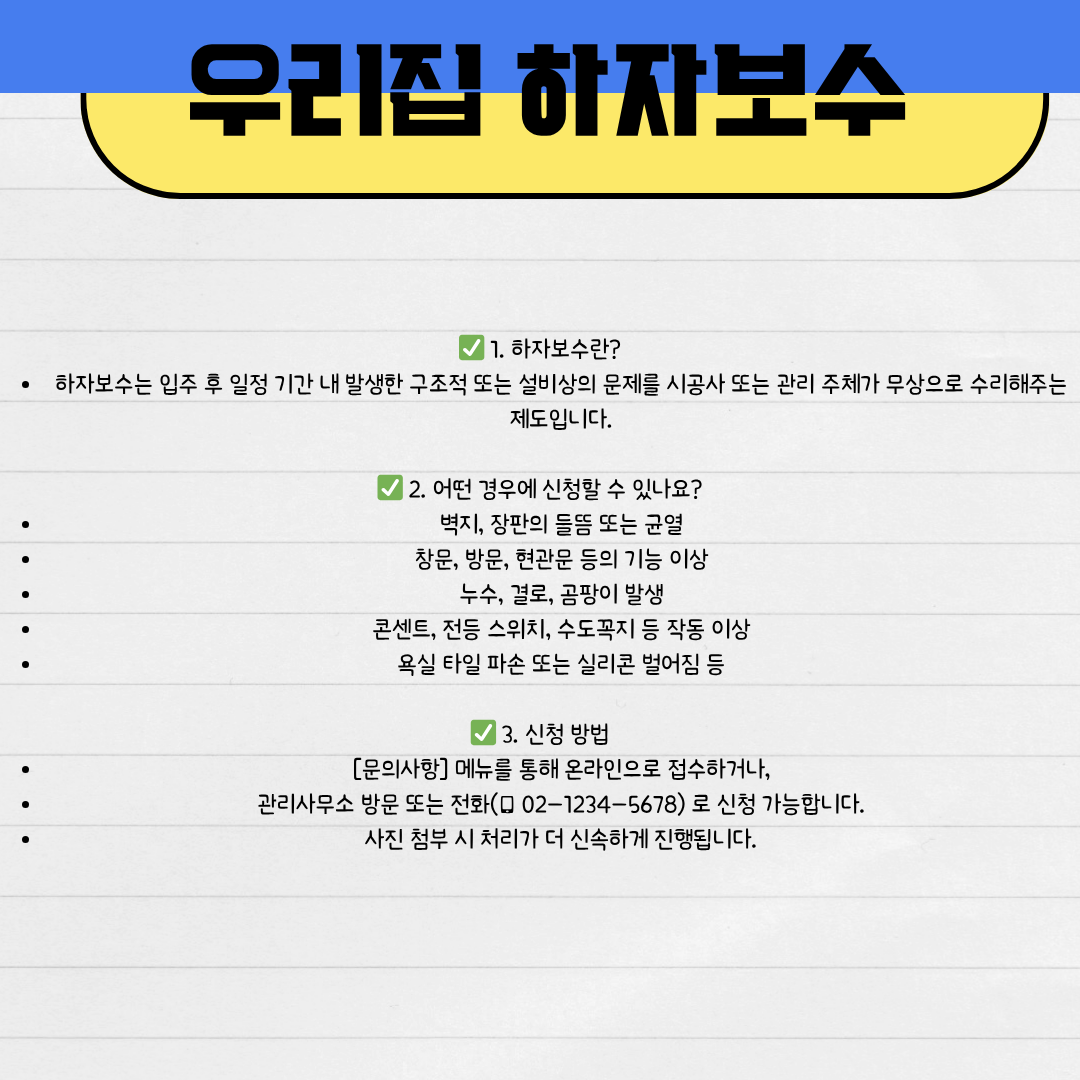 우리집 하자보수
✅ 1. 하자보수란?
• 하자보수는 입주 후 일정 기간 내 발생한 구조적 또는 설비상의 문제를 시공사 또는 관리 주체가 무상으로 수리해주는
제도입니다.
✅ 2. 어떤 경우에 신청할 수 있나요?
• 벽지, 장판의 들뜸 또는 균열
• 창문, 방문, 현관문 등의 기능 이상
• 누수, 결로, 곰팡이 발생
• 콘센트, 전등 스위치, 수도꼭지 등 작동 이상
• 욕실 타일 파손 또는 실리콘 벌어짐 등
✅ 3. 신청 방법
• [문의사항] 메뉴를 통해 온라인으로 접수하거나,
• 관리사무소 방문 또는 전화(📱 02-1234-5678) 로 신청 가능합니다.
• 사진 첨부 시 처리가 더 신속하게 진행됩니다.